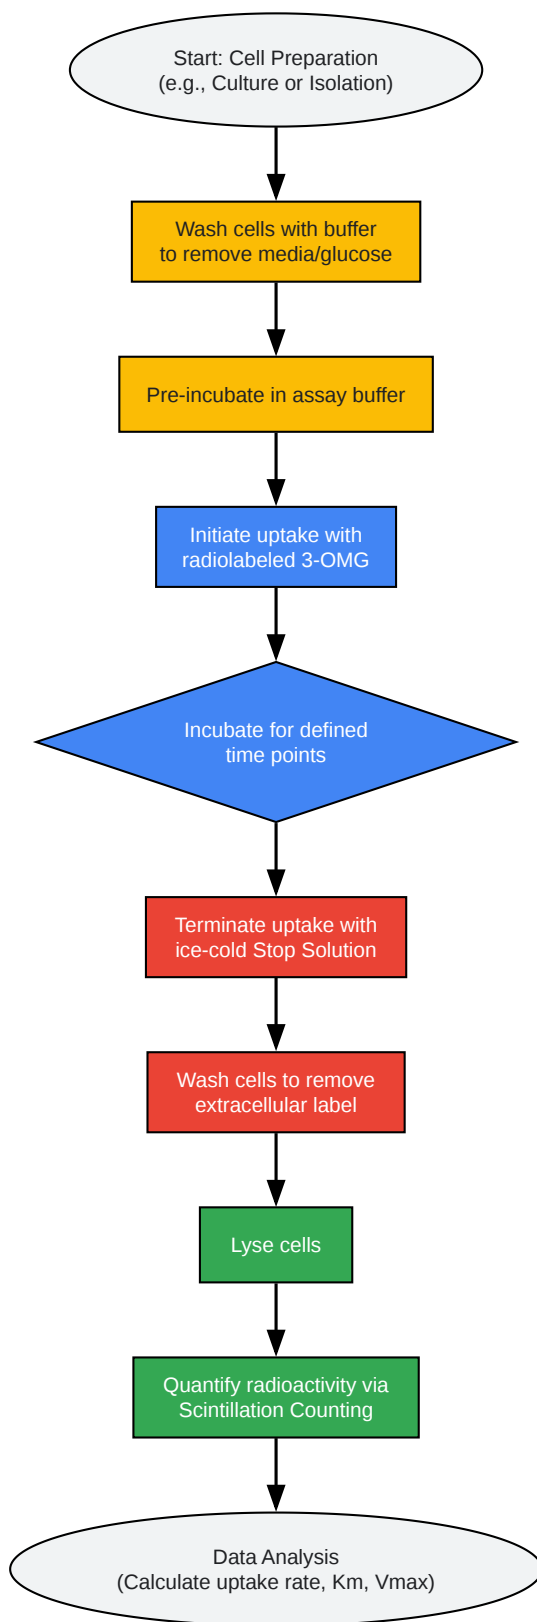 Start: Cell Preparation
(e.g., Culture or Isolation)
Wash cells with buffer
to remove media/glucose
Pre-incubate in assay buffer
Initiate uptake with
radiolabeled 3-OMG
Incubate for defined
time points
Terminate uptake with
ice-cold Stop Solution
Wash cells to remove
extracellular label
Lyse cells
Quantify radioactivity via
Scintillation Counting
Data Analysis
(Calculate uptake rate, Km, Vmax)